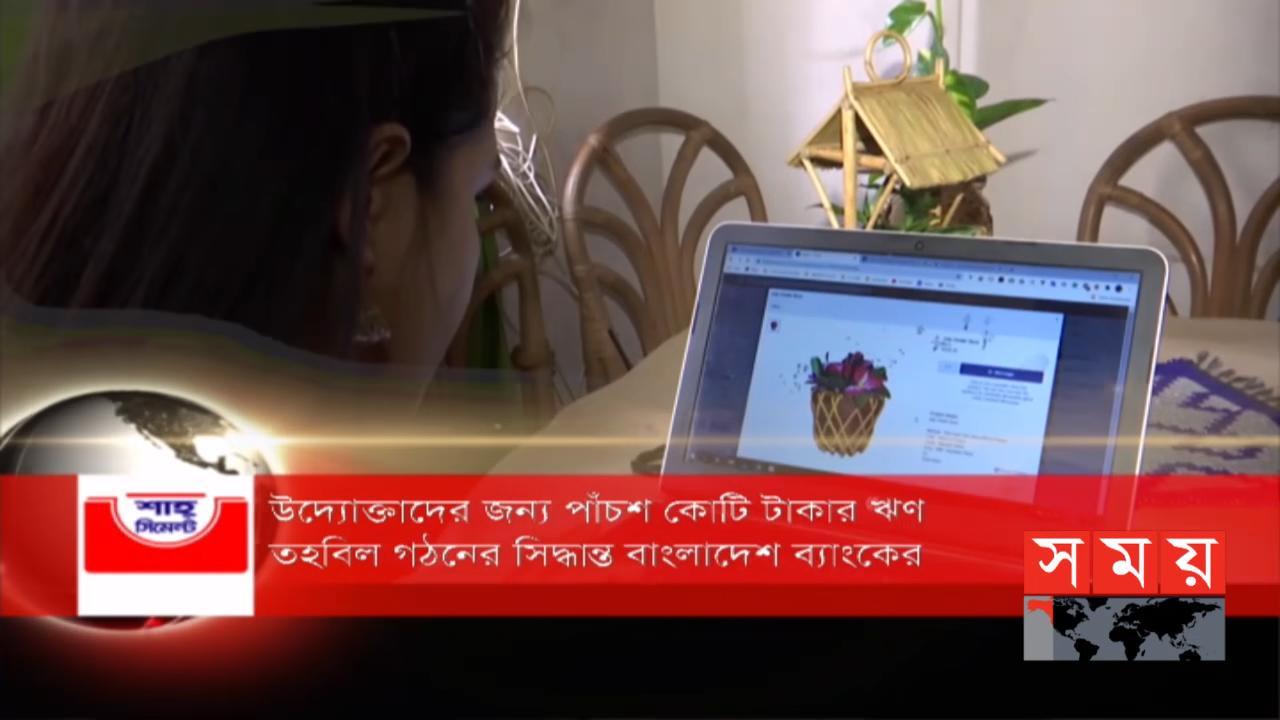 শাহ্
সিমেন্ট
উদ্যোক্তাদের জন্য পাঁচশ কোটি টাকার ঋণ
তহবিল গঠনের সিদ্ধান্ত বাংলাদেশ ব্যাংকের
সময়